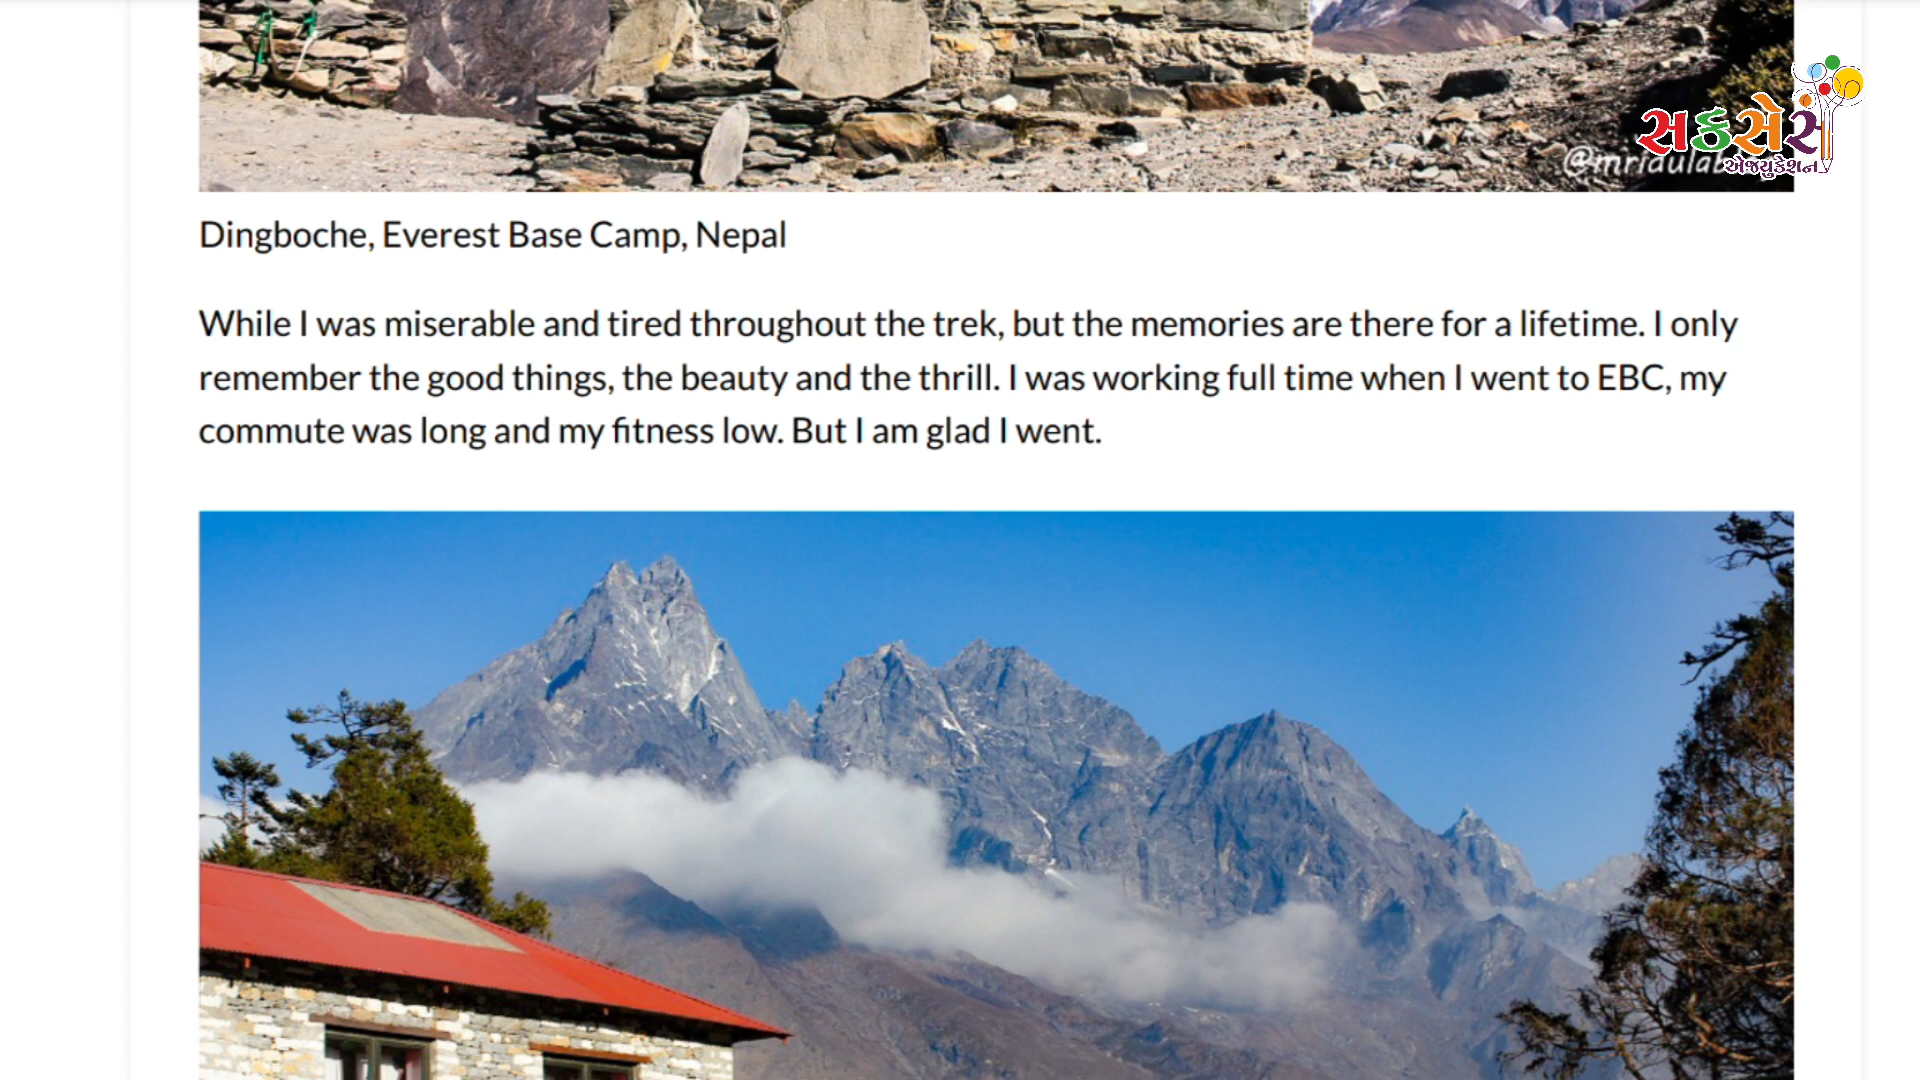 સક્સેસ
એજ્યુકેશન
Dingboche, Everest Base Camp, Nepal
While I was miserable and tired throughout the trek, but the memories are there for a lifetime. I only
remember the good things, the beauty and the thrill. I was working full time when I went to EBC, my
commute was long and my fitness low. But I am glad I went.